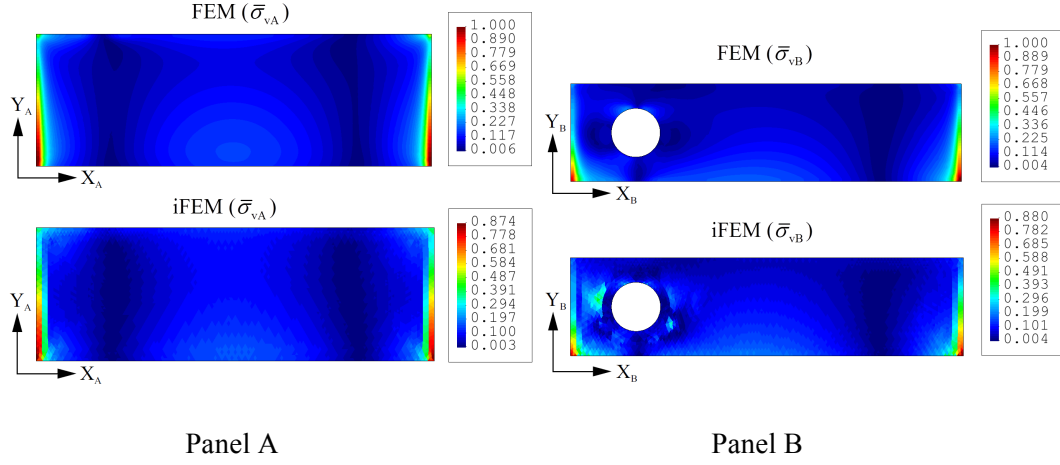 FEM (σ̄vA)
1.000
0.890
0.779
0.669
0.558
0.448
0.338
0.227
0.117
0.006
YA
XA
iFEM (σ̄vA)
0.874
0.778
0.681
0.584
0.487
0.391
0.294
0.197
0.100
0.003
YA
XA
Panel A
FEM (σ̄vB)
1.000
0.889
0.779
0.668
0.557
0.446
0.336
0.225
0.114
0.004
YB
XB
iFEM (σ̄vB)
0.880
0.782
0.685
0.588
0.490
0.393
0.296
0.199
0.101
0.004
YB
XB
Panel B